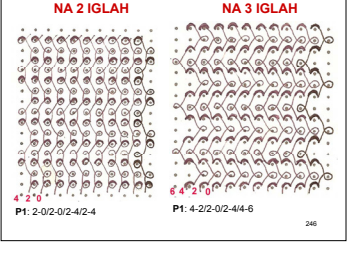 NA 2 IGLAH
NA 3 IGLAH
4 2 0
6 4 2 0
P1: 2-0/2-0/2-4/2-4
P1: 4-2/2-0/2-4/4-6
246